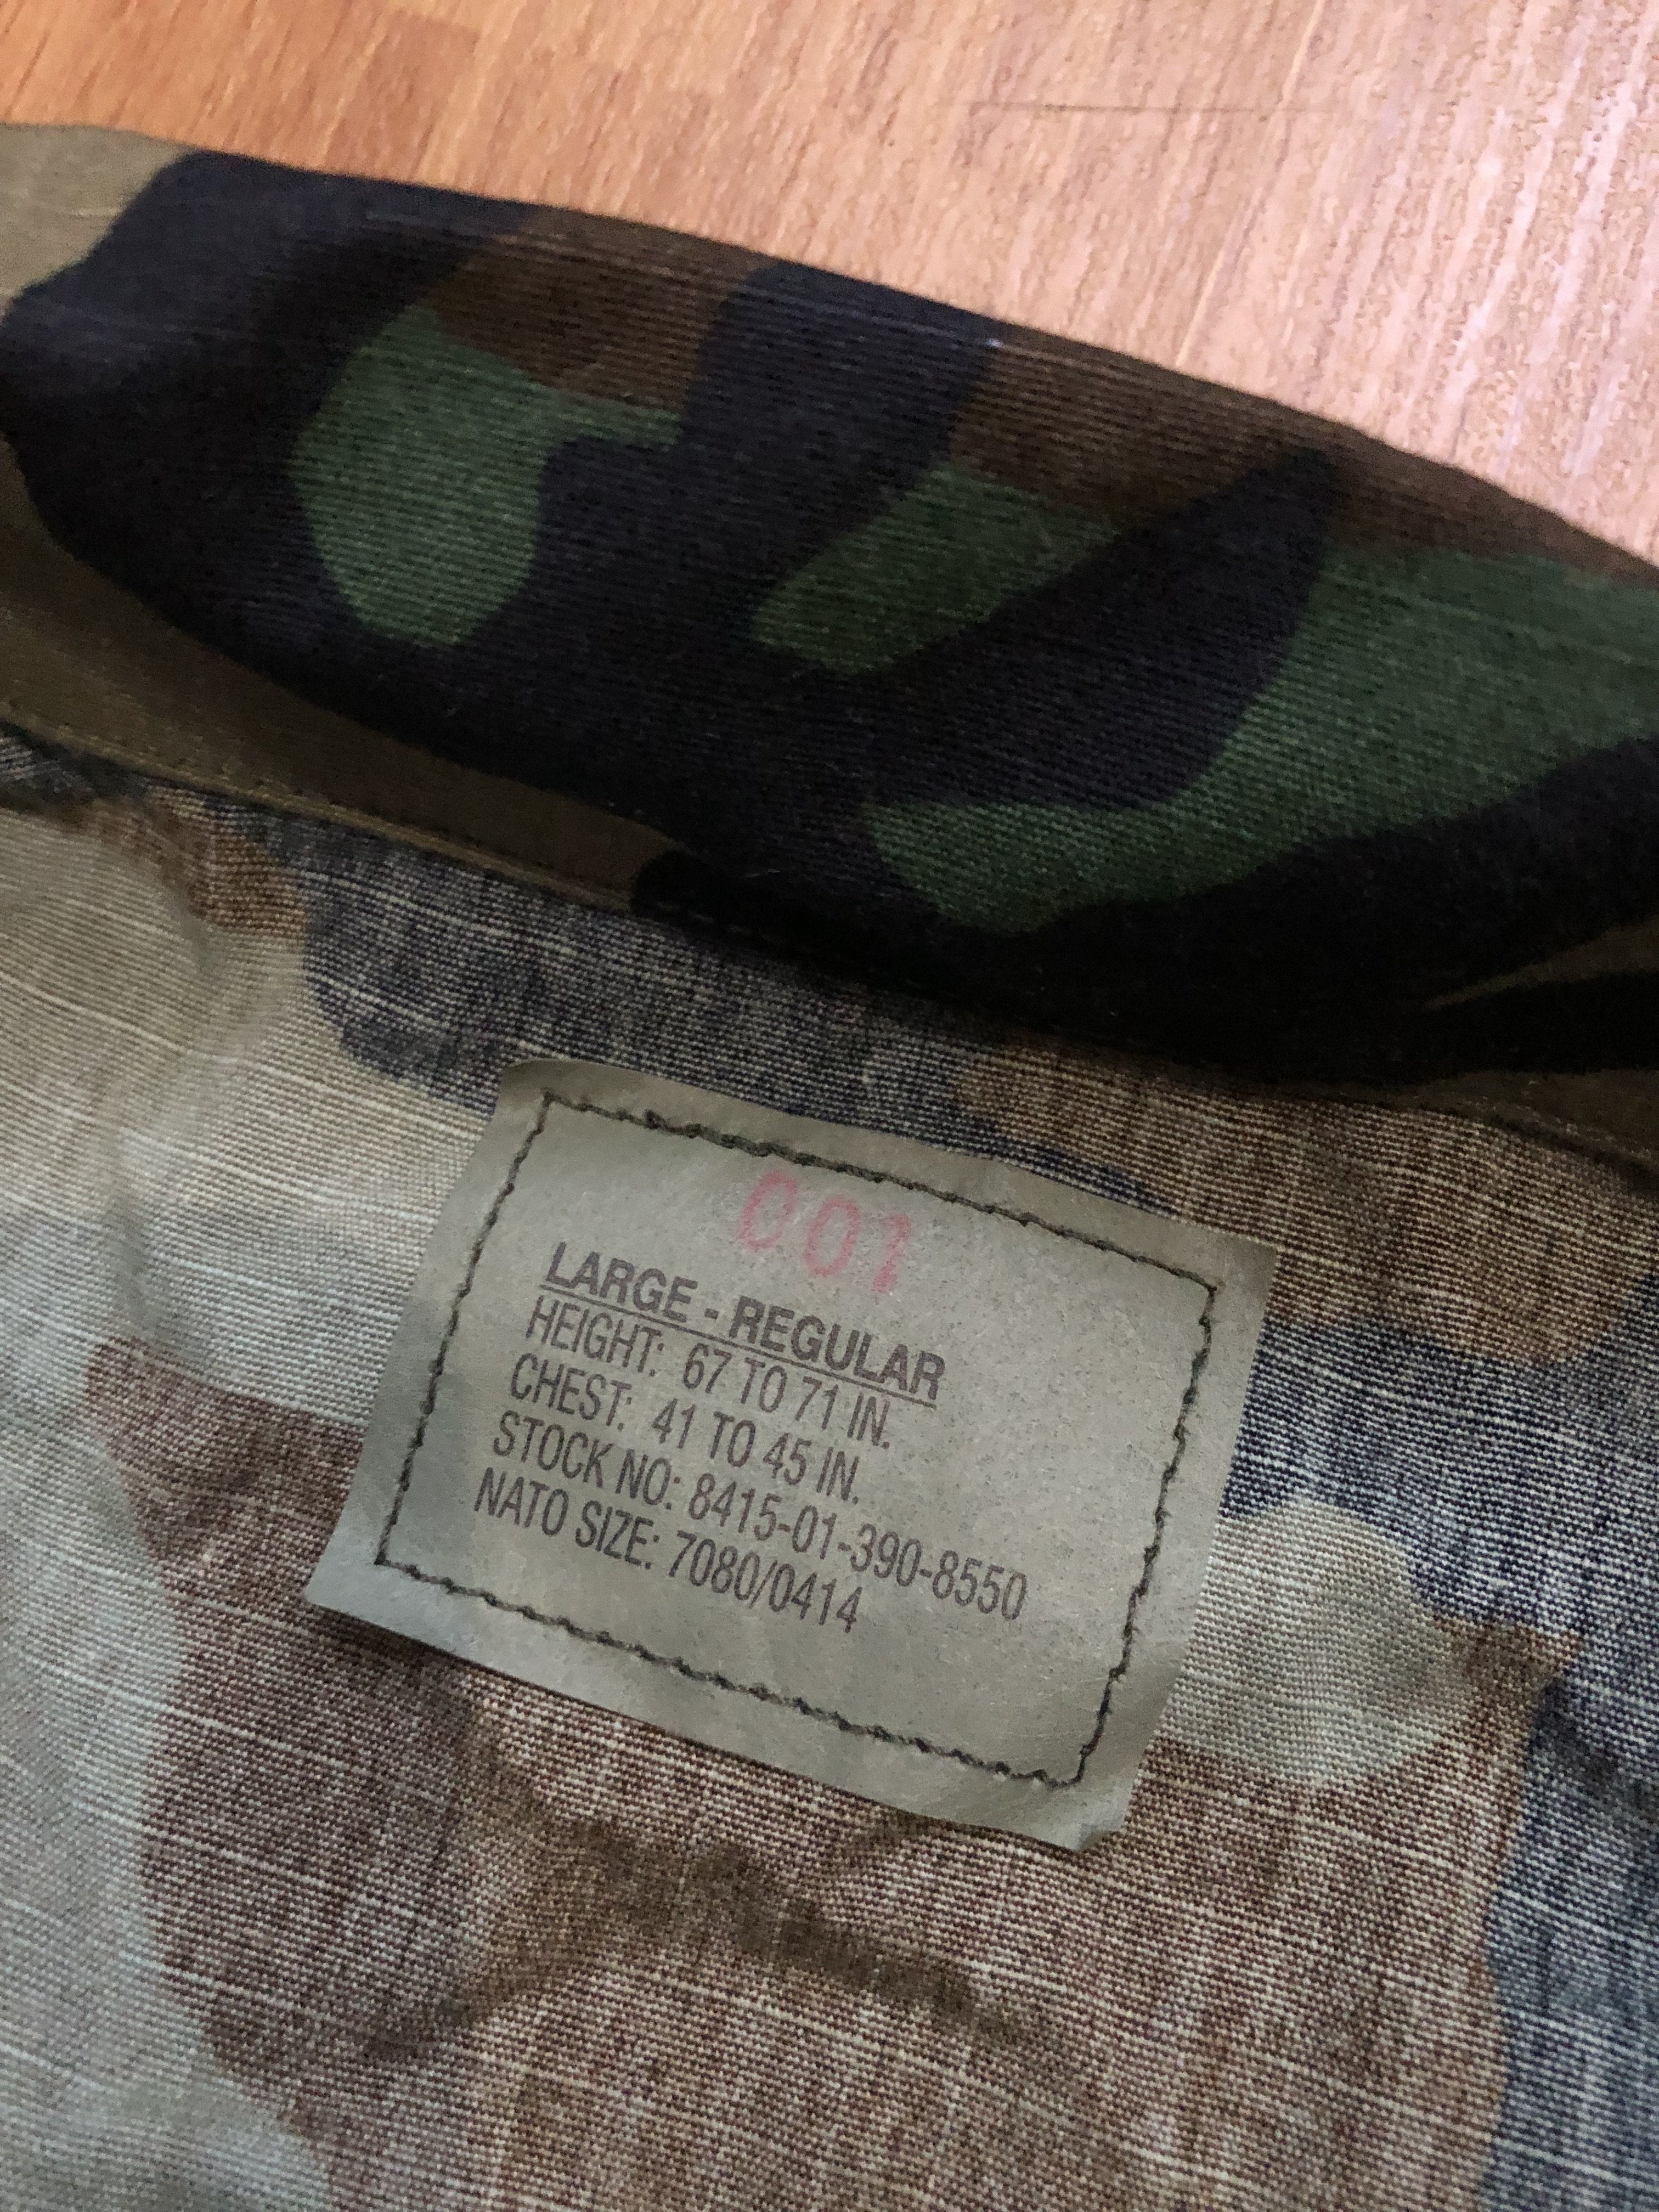 001
LARGE - REGULAR
HEIGHT: 67 TO 71 IN.
CHEST: 41 TO 45 IN.
STOCK NO: 8415-01-390-8550
NATO SIZE: 7080/0414